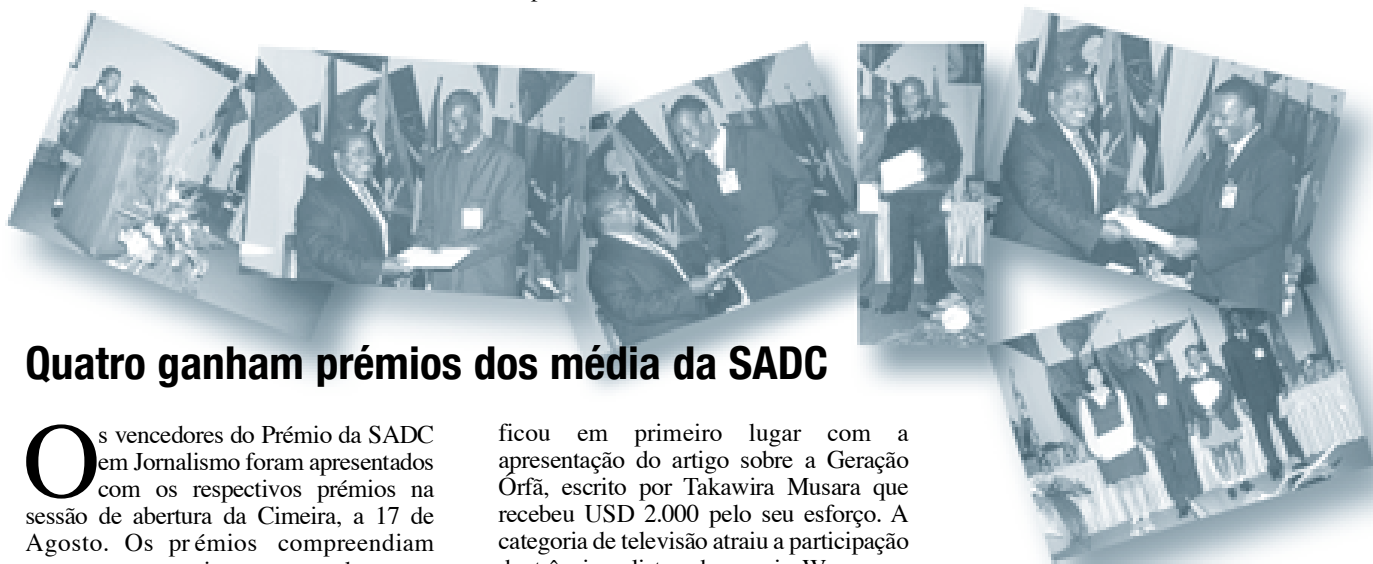 Quatro ganham prémios dos média da SADC
Os vencedores do Prémio da SADC
em Jornalismo foram apresentados
com os respectivos prémios na
sessão de abertura da Cimeira, a 17 de
Agosto. Os prémios compreendiam
ficou em primeiro lugar com a
apresentação do artigo sobre a Geração
Órfã, escrito por Takawira Musara que
recebeu USD 2.000 pelo seu esforço. A
categoria de televisão atraiu a participação